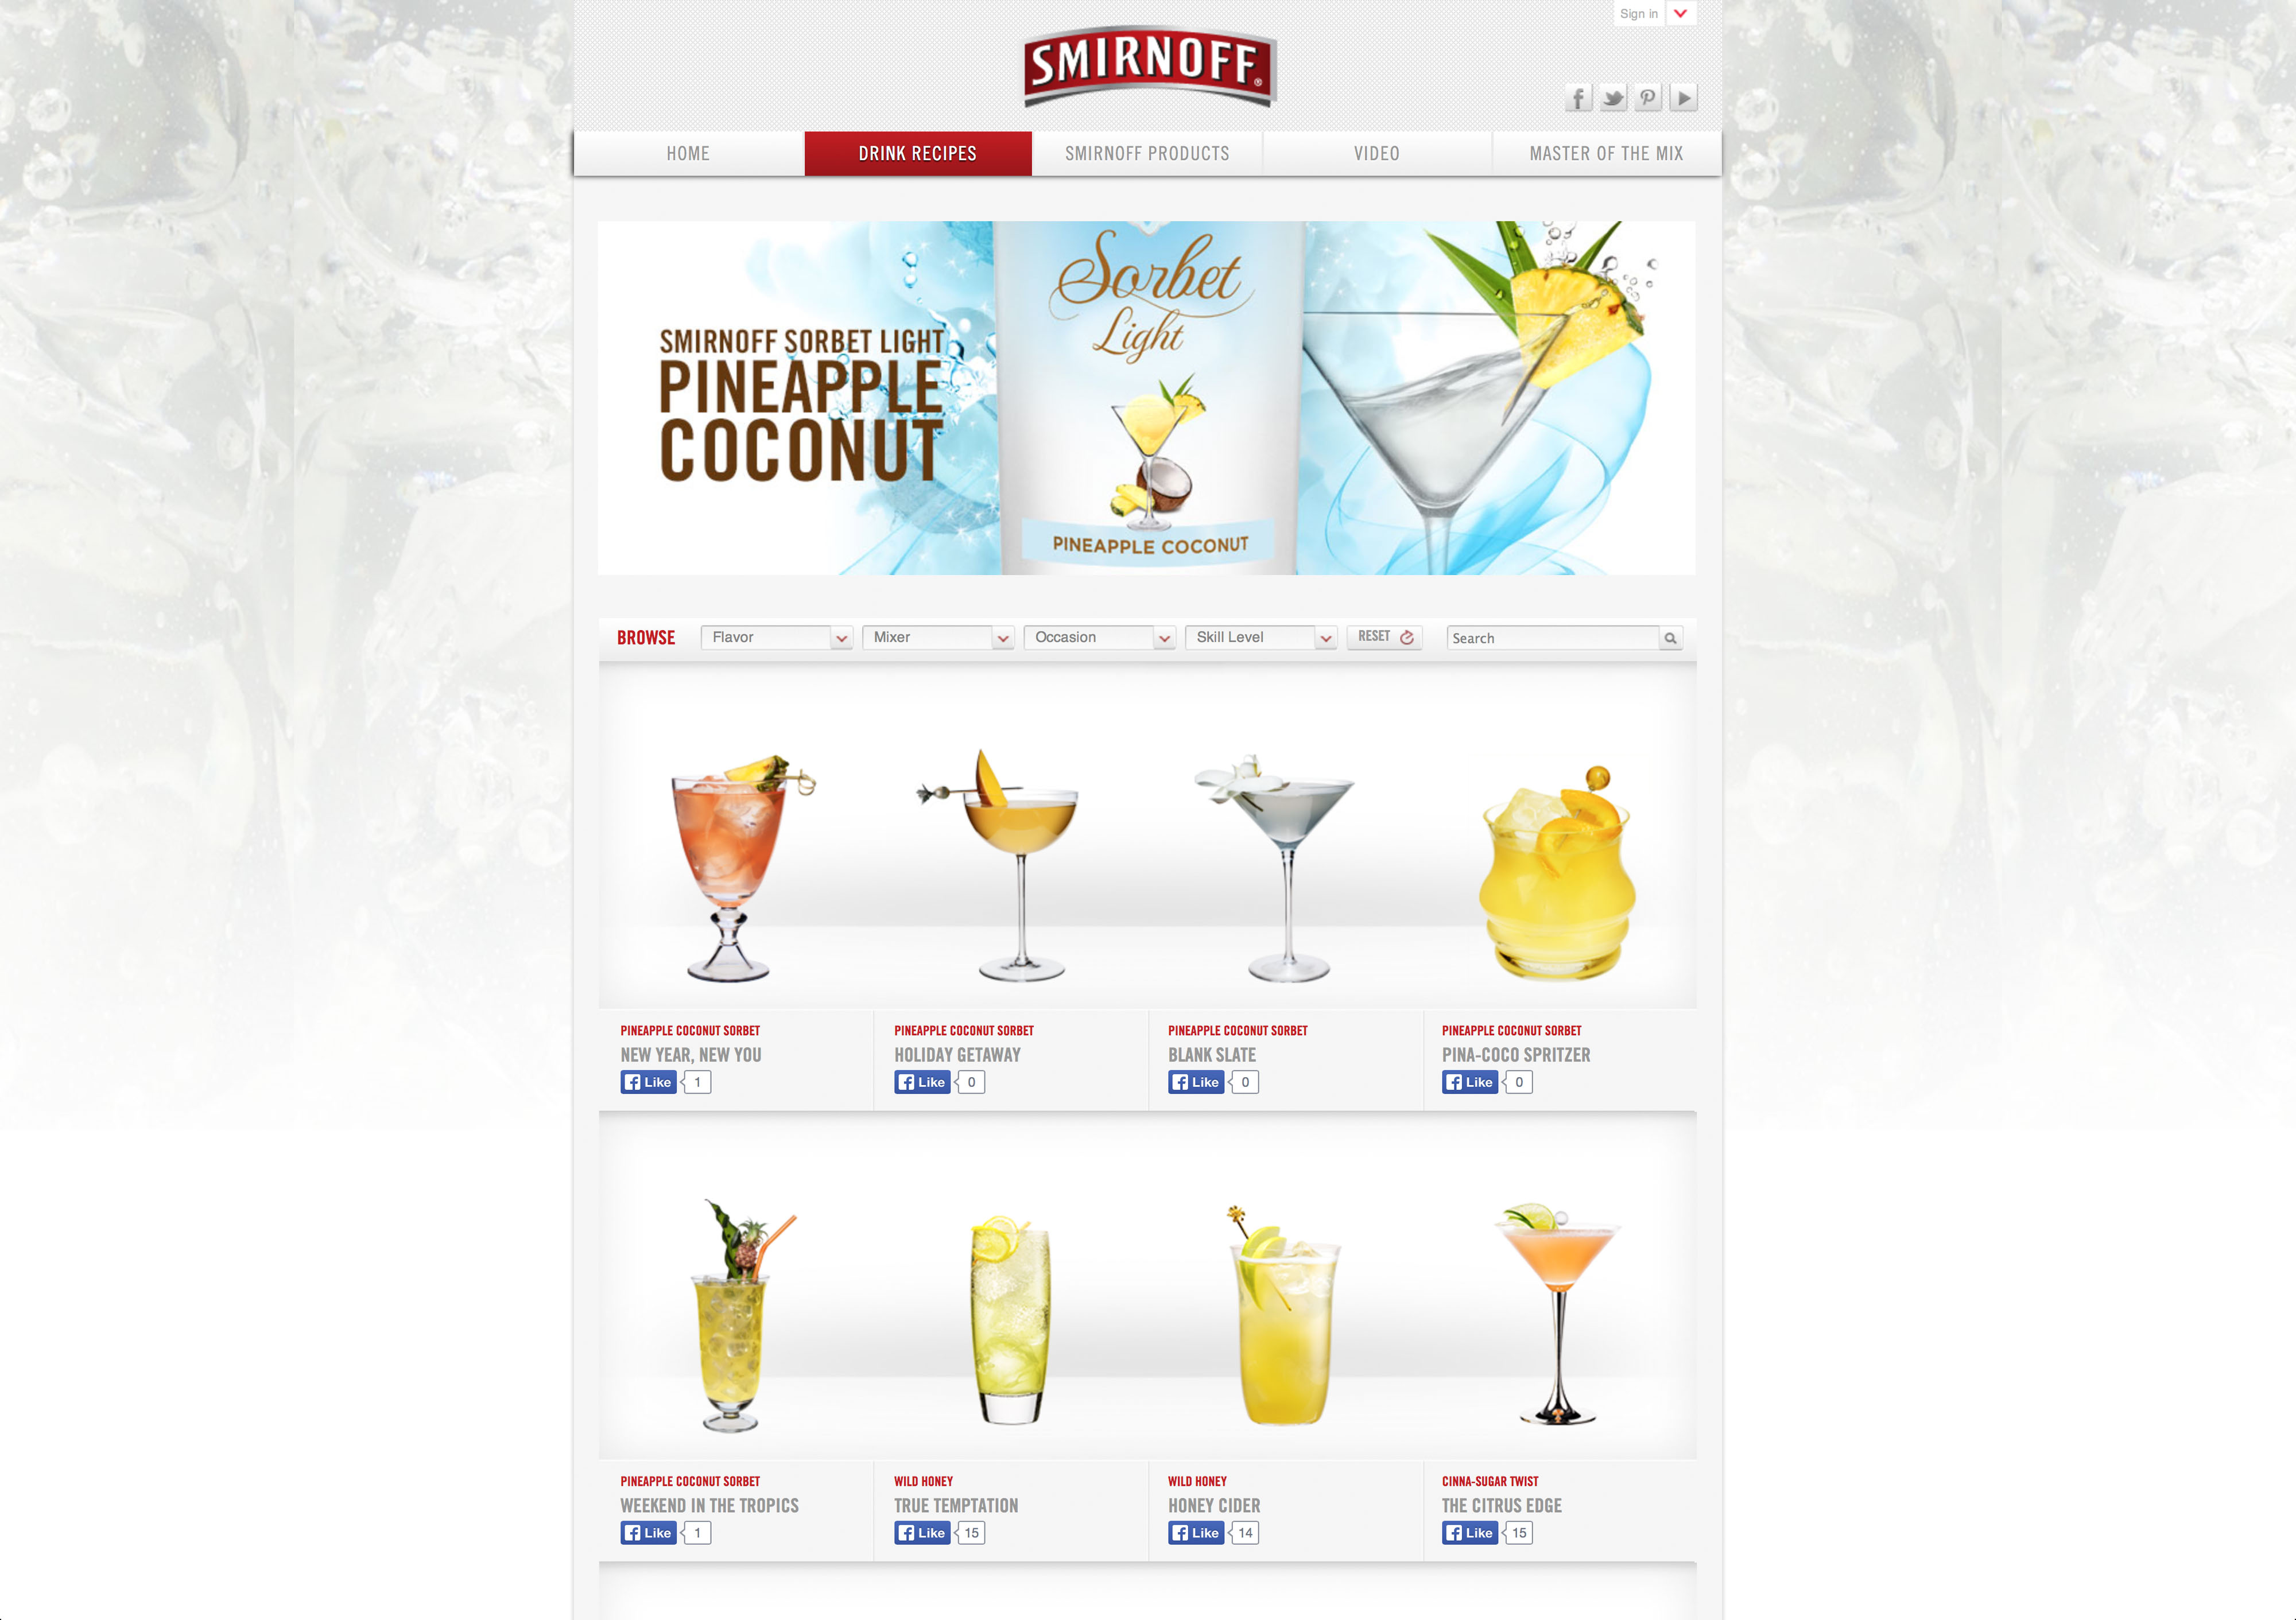 Sign in
SMIRNOFF®
HOME
DRINK RECIPES
SMIRNOFF PRODUCTS
VIDEO
MASTER OF THE MIX
SMIRNOFF SORBET LIGHT
PINEAPPLE
COCONUT
Sorbet
Light
PINEAPPLE COCONUT
BROWSE
Flavor
Mixer
Occasion
Skill Level
RESET
Search
PINEAPPLE COCONUT SORBET
NEW YEAR, NEW YOU
Like 1
PINEAPPLE COCONUT SORBET
HOLIDAY GETAWAY
Like 0
PINEAPPLE COCONUT SORBET
BLANK SLATE
Like 0
PINEAPPLE COCONUT SORBET
PINA-COCO SPRITZER
Like 0
PINEAPPLE COCONUT SORBET
WEEKEND IN THE TROPICS
Like 1
WILD HONEY
TRUE TEMPTATION
Like 15
WILD HONEY
HONEY CIDER
Like 14
CINNA-SUGAR TWIST
THE CITRUS EDGE
Like 15